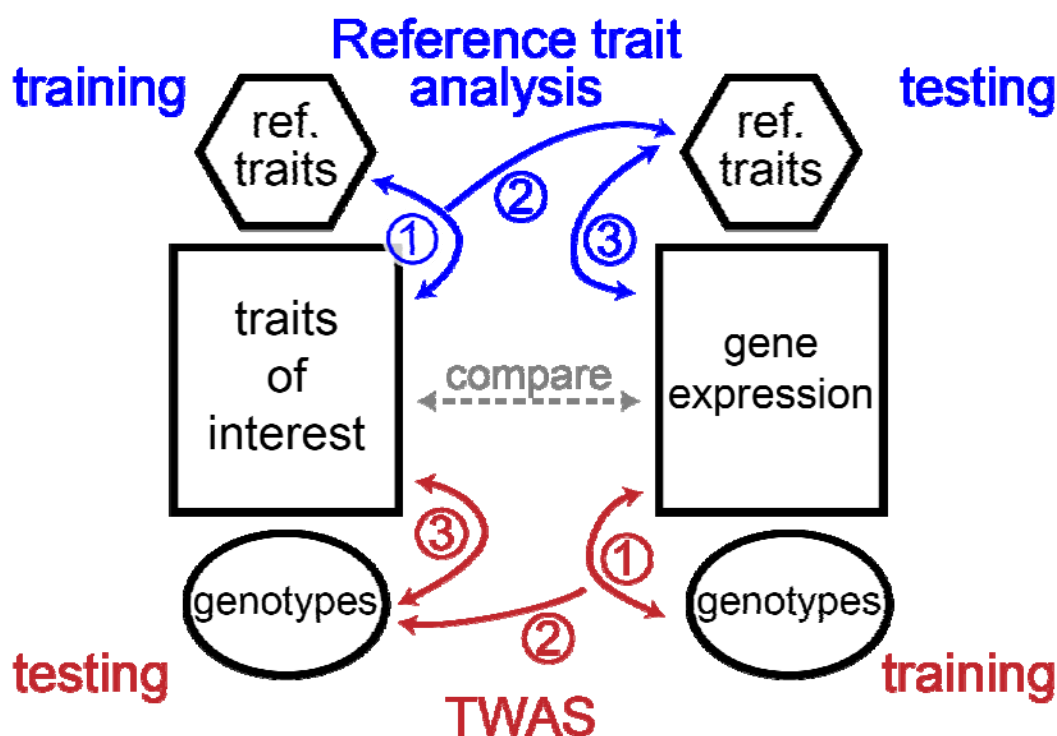 Reference trait
analysis
training
testing
ref.
traits
ref.
traits
1
2
3
traits
of
interest
compare
gene
expression
3
1
genotypes
2
genotypes
testing
training
TWAS